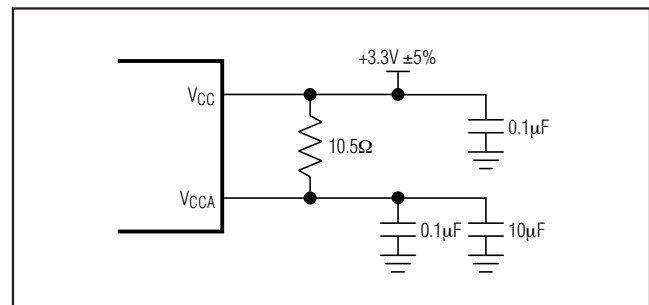 +3.3V ±5%
VCC
0.1µF
10.5Ω
VCCA
0.1µF
10µF